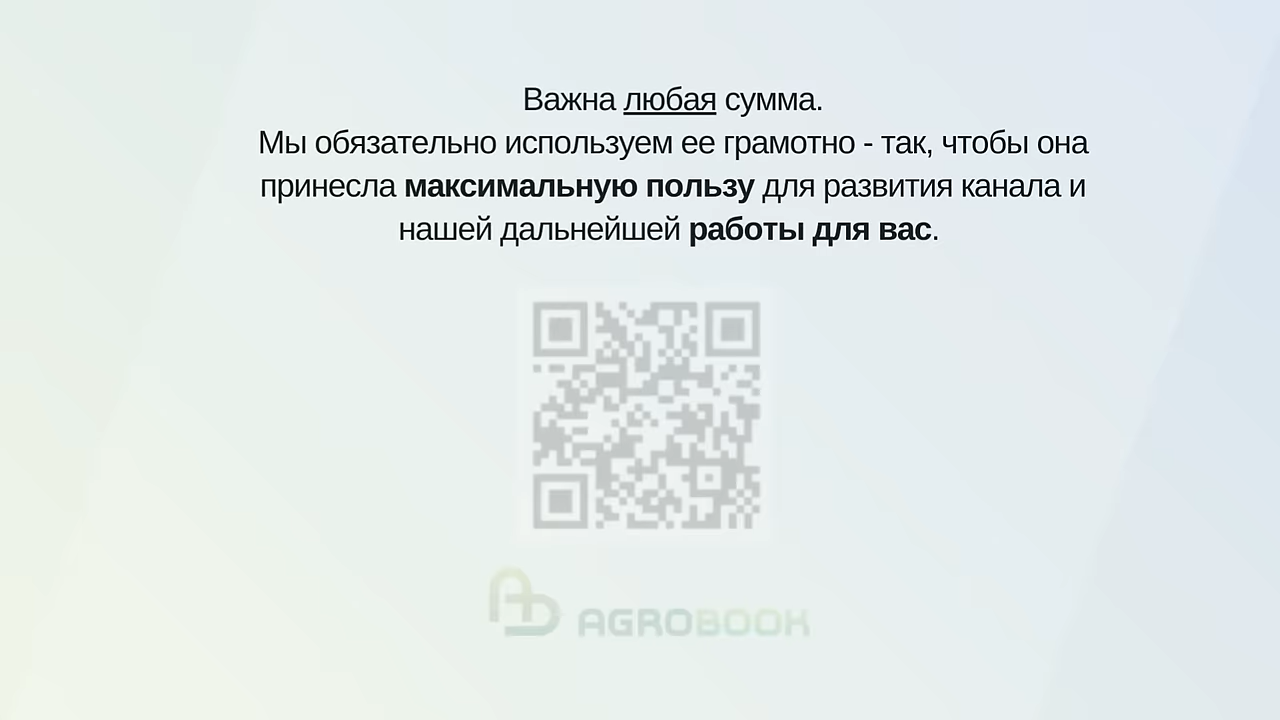 Важна любая сумма.
Мы обязательно используем ее грамотно - так, чтобы она
принесла максимальную пользу для развития канала и
нашей дальнейшей работы для вас.
AGROBOOK